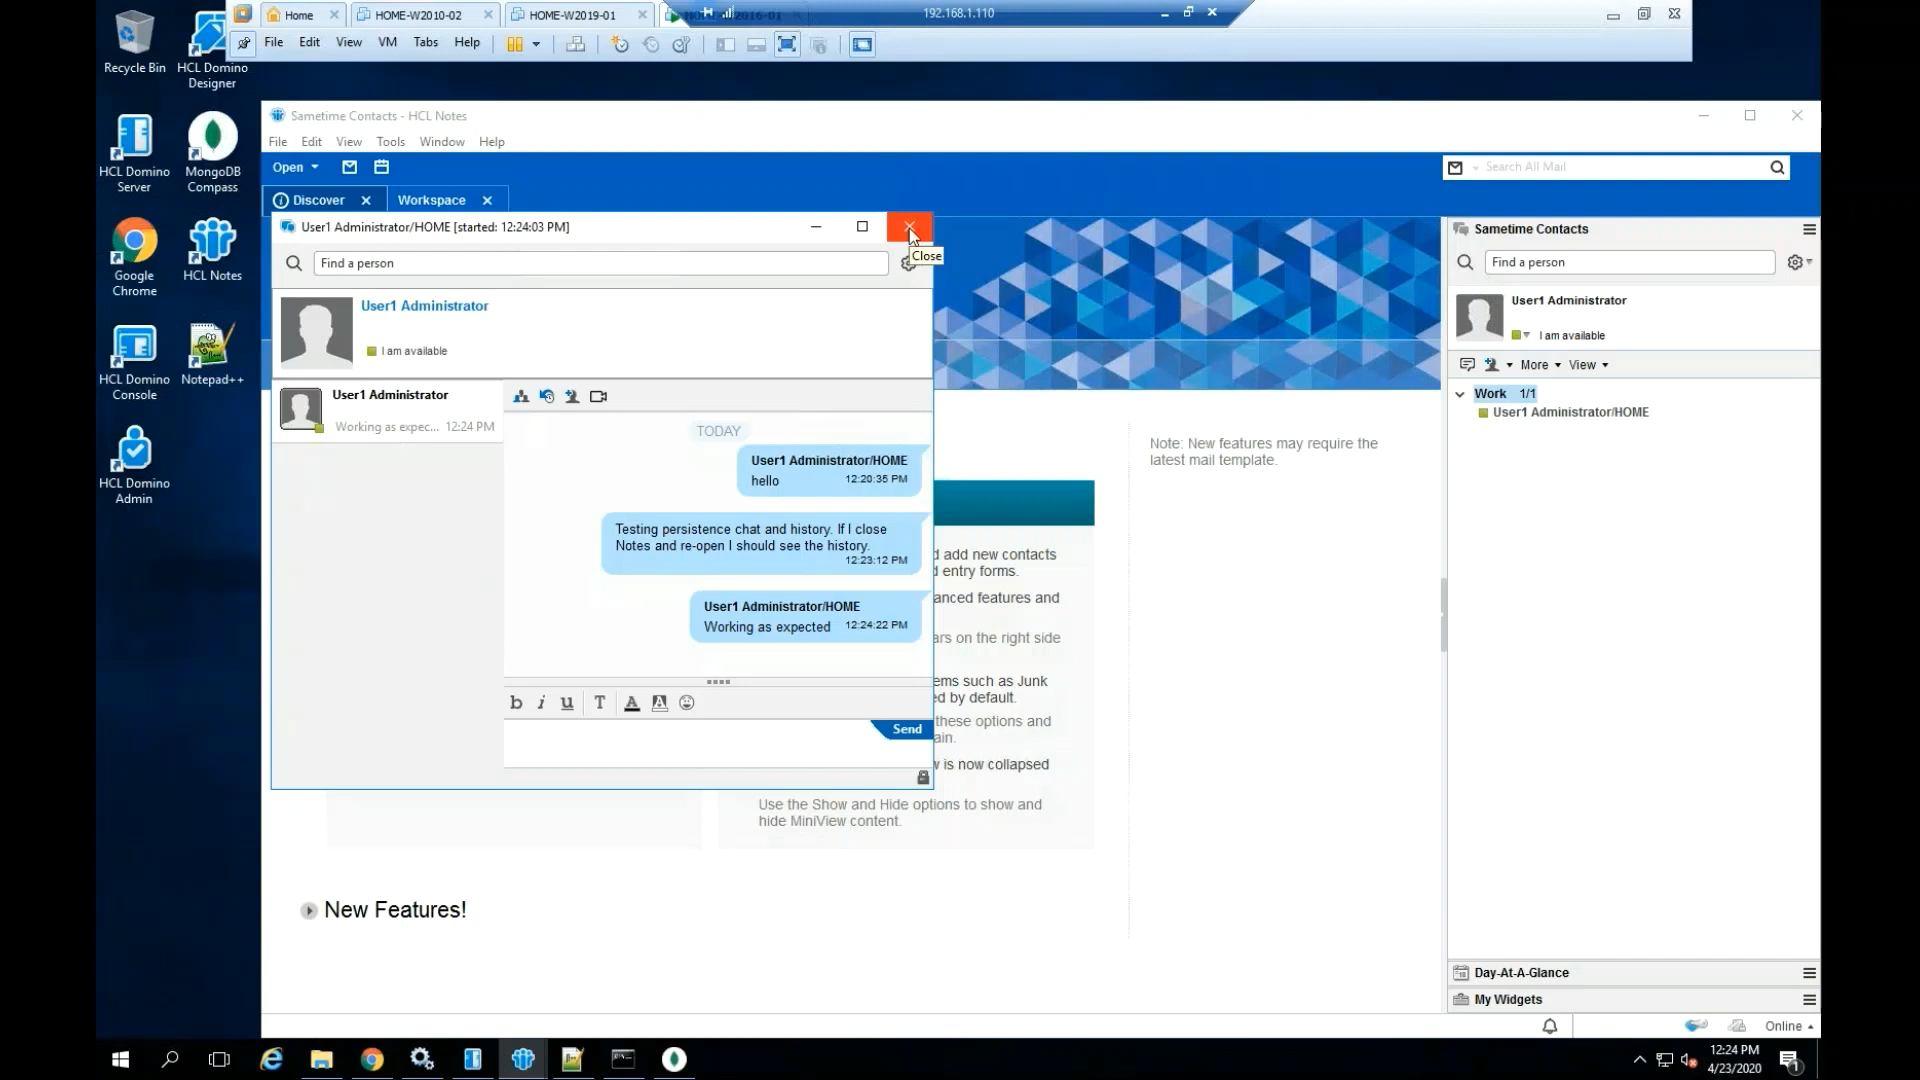 Home
HOME-W2010-02
HOME-W2019-01
192.168.1.110
File Edit View VM Tabs Help
Recycle Bin
HCL Domino Designer
HCL Domino Server
MongoDB Compass
Google Chrome
HCL Notes
HCL Domino Console
Notepad++
HCL Domino Admin
Sametime Contacts - HCL Notes
File Edit View Tools Window Help
Open
Search All Mail
Discover
Workspace
User1 Administrator/HOME [started: 12:24:03 PM]
Close
Find a person
User1 Administrator
I am available
User1 Administrator
Working as expec... 12:24 PM
TODAY
User1 Administrator/HOME
hello 12:20:35 PM
Testing persistence chat and history. If I close
Notes and re-open I should see the history.
12:23:12 PM
User1 Administrator/HOME
Working as expected 12:24:22 PM
b i u T A A
Send
d add new contacts
d entry forms.
anced features and
ars on the right side
ems such as Junk
ed by default.
these options and
ain.
w is now collapsed
Use the Show and Hide options to show and
hide MiniView content.
New Features!
Note: New features may require the
latest mail template.
Sametime Contacts
Find a person
User1 Administrator
I am available
More View
Work 1/1
User1 Administrator/HOME
Day-At-A-Glance
My Widgets
Online
12:24 PM
4/23/2020
1